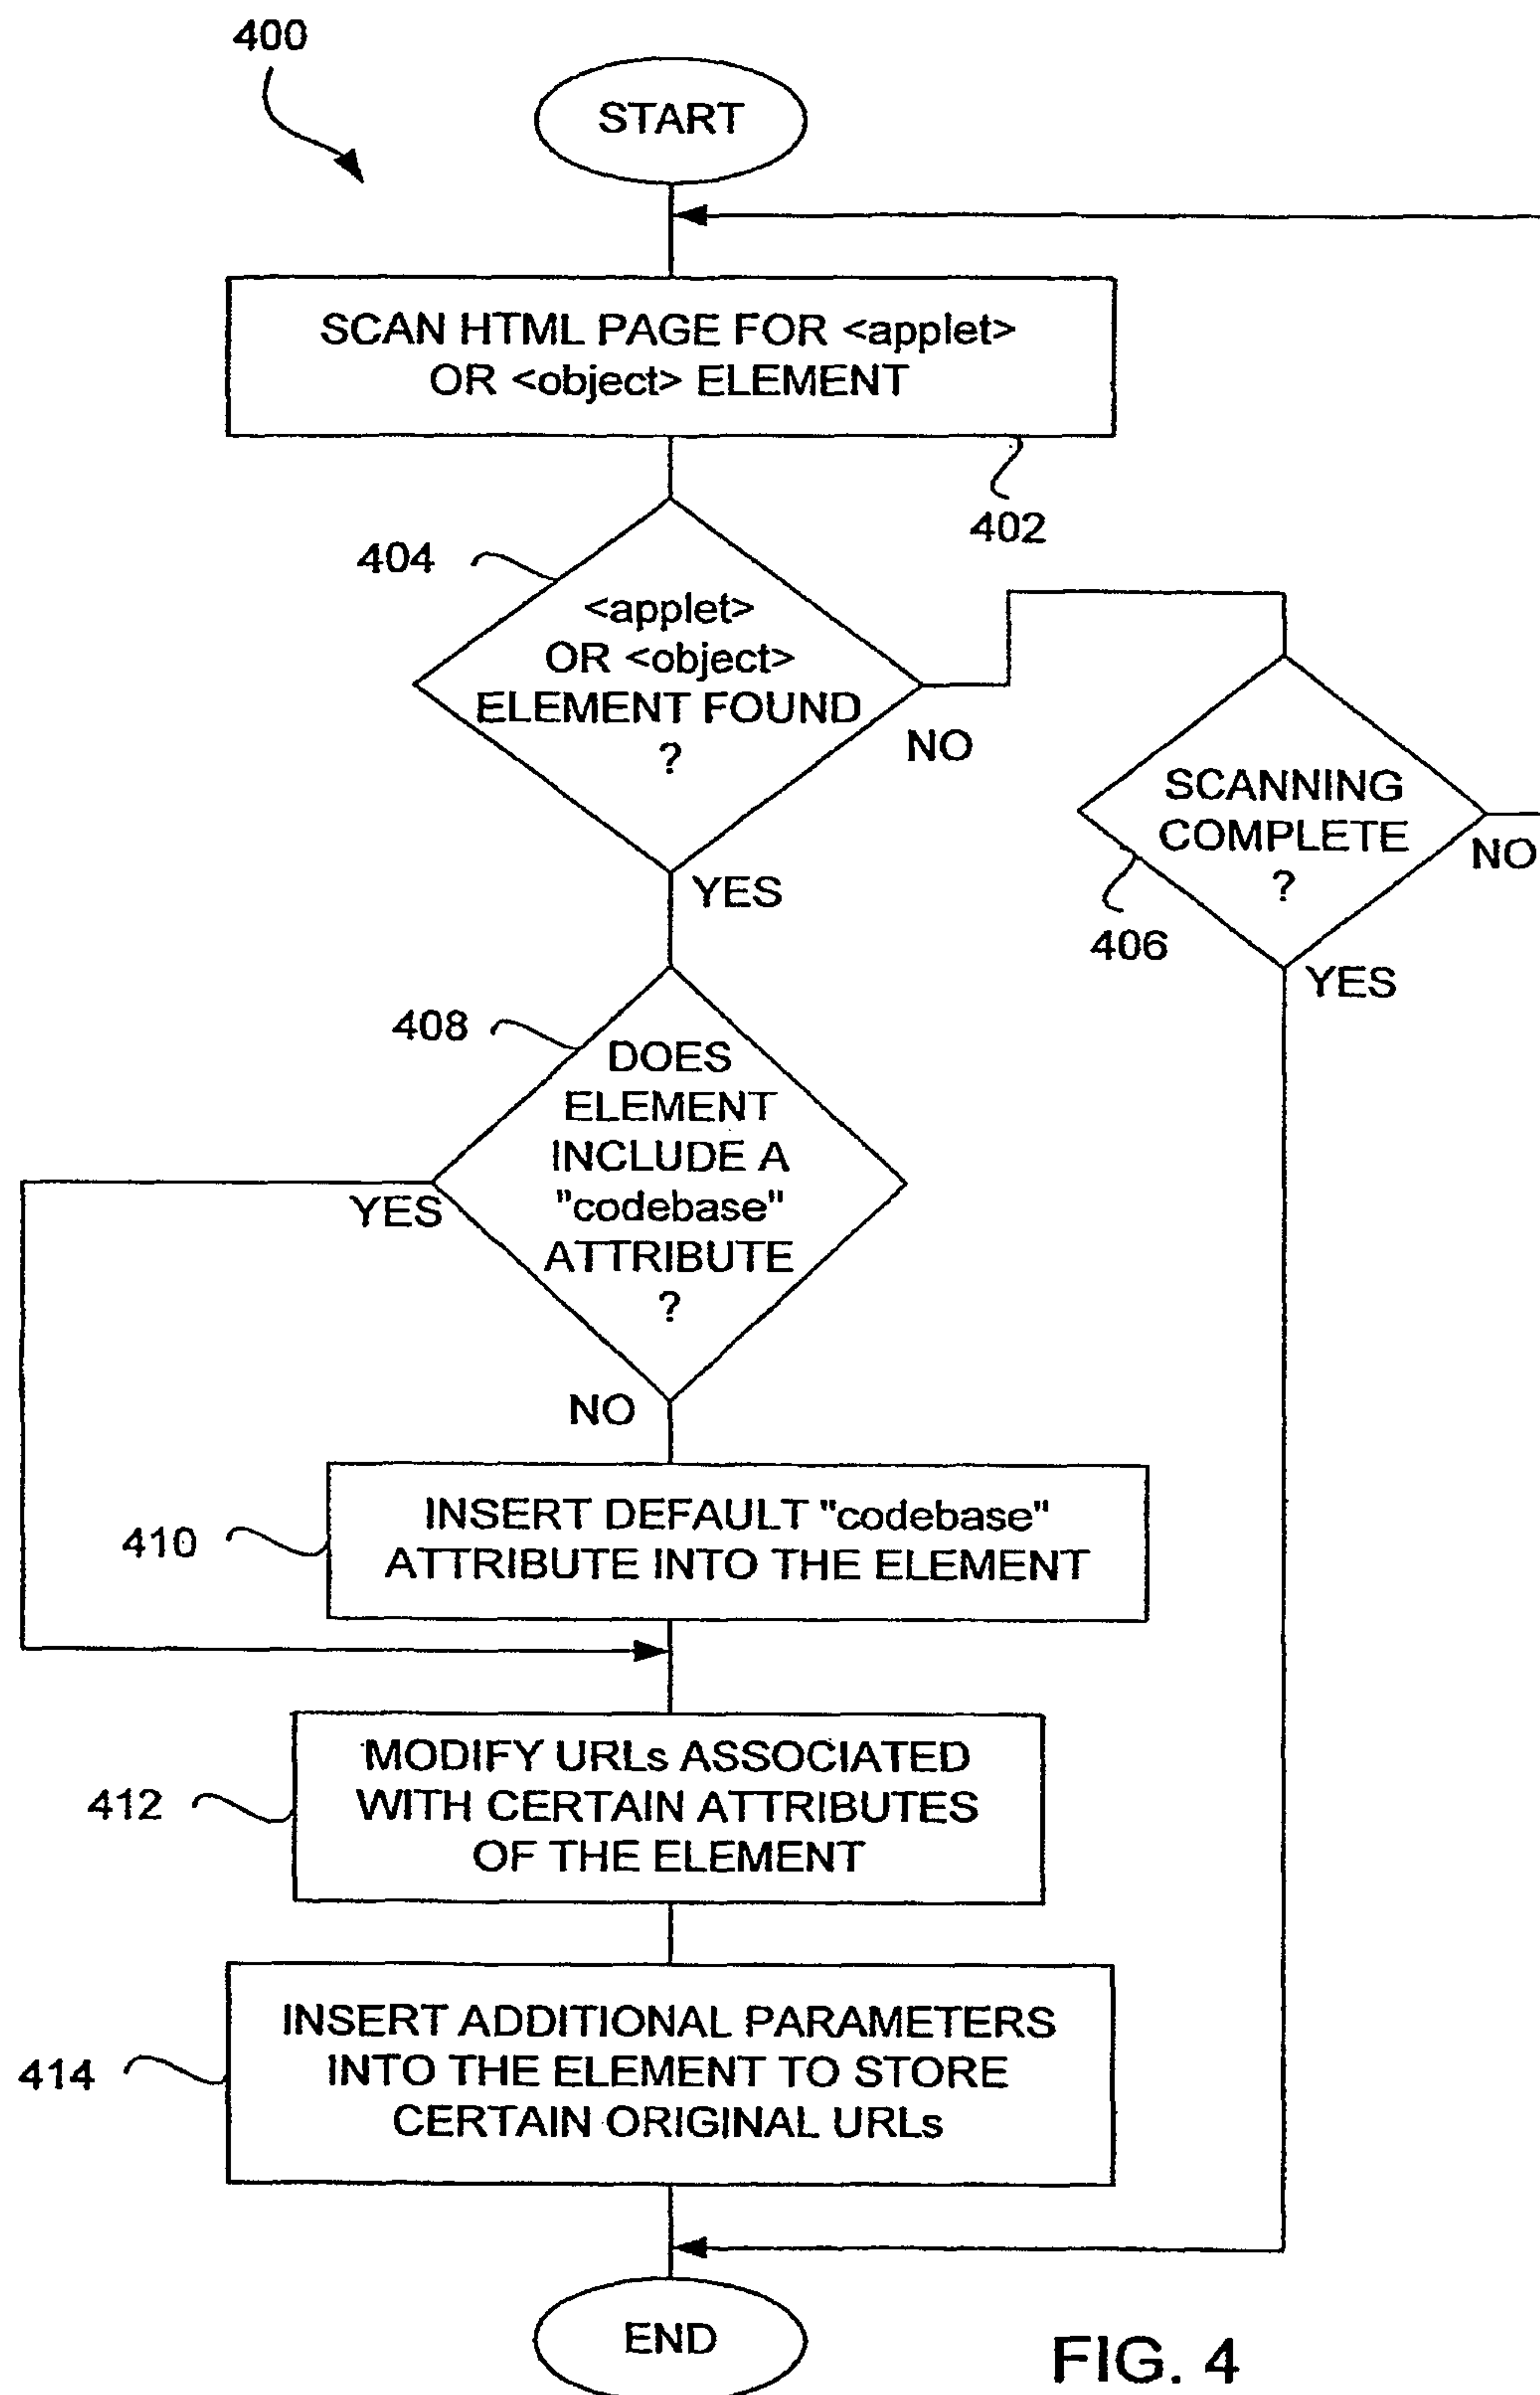 400
START
SCAN HTML PAGE FOR <applet>
OR <object> ELEMENT
402
404
<applet>
OR <object>
ELEMENT FOUND
?
NO
YES
SCANNING
COMPLETE
?
NO
406
YES
408
DOES
ELEMENT
INCLUDE A
"codebase"
ATTRIBUTE
?
YES
NO
410
INSERT DEFAULT "codebase"
ATTRIBUTE INTO THE ELEMENT
412
MODIFY URLs ASSOCIATED
WITH CERTAIN ATTRIBUTES
OF THE ELEMENT
414
INSERT ADDITIONAL PARAMETERS
INTO THE ELEMENT TO STORE
CERTAIN ORIGINAL URLs
END
FIG. 4